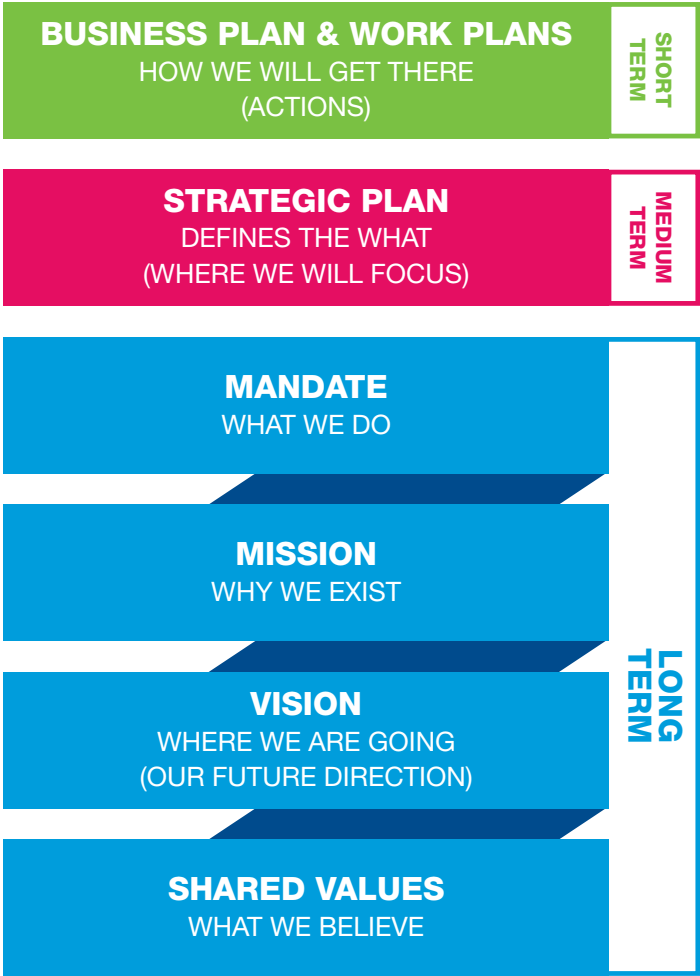 BUSINESS PLAN & WORK PLANS
HOW WE WILL GET THERE
(ACTIONS)
SHORT
TERM
STRATEGIC PLAN
DEFINES THE WHAT
(WHERE WE WILL FOCUS)
MEDIUM
TERM
MANDATE
WHAT WE DO
MISSION
WHY WE EXIST
VISION
WHERE WE ARE GOING
(OUR FUTURE DIRECTION)
SHARED VALUES
WHAT WE BELIEVE
LONG
TERM